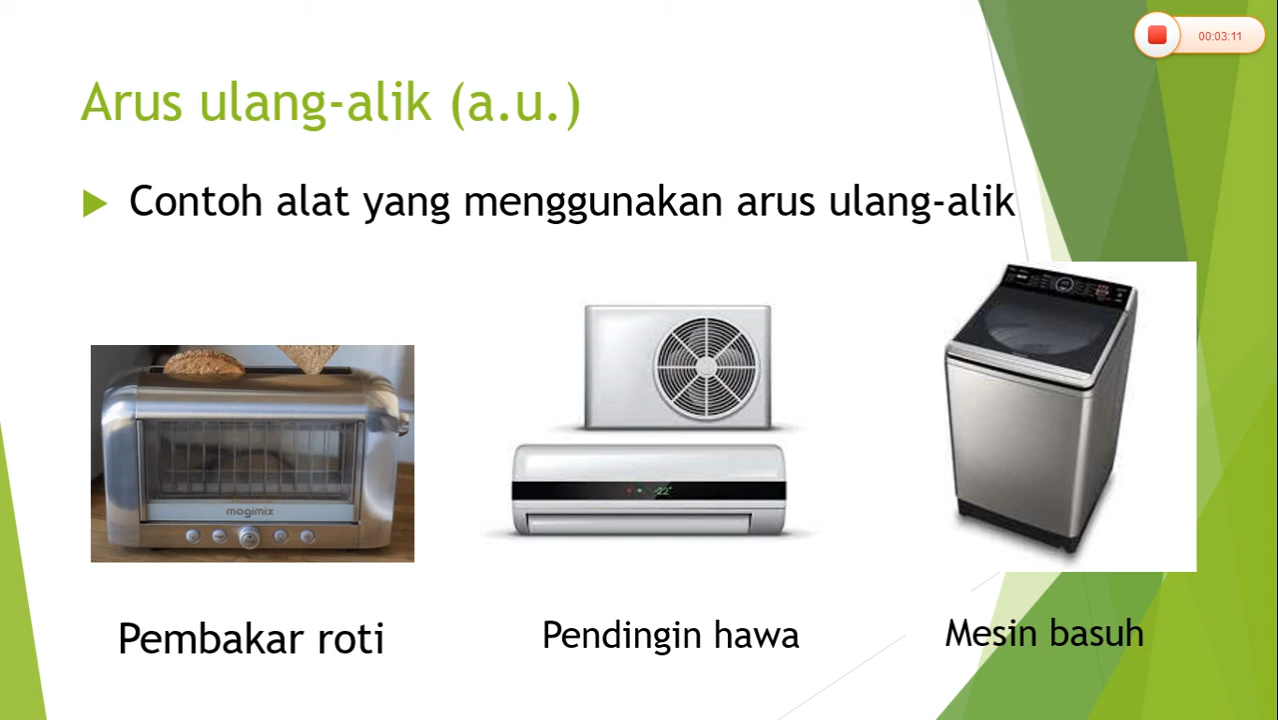 00:03:11
Arus ulang-alik (a.u.)
Contoh alat yang menggunakan arus ulang-alik
magimix
-22°
Pembakar roti
Pendingin hawa
Mesin basuh